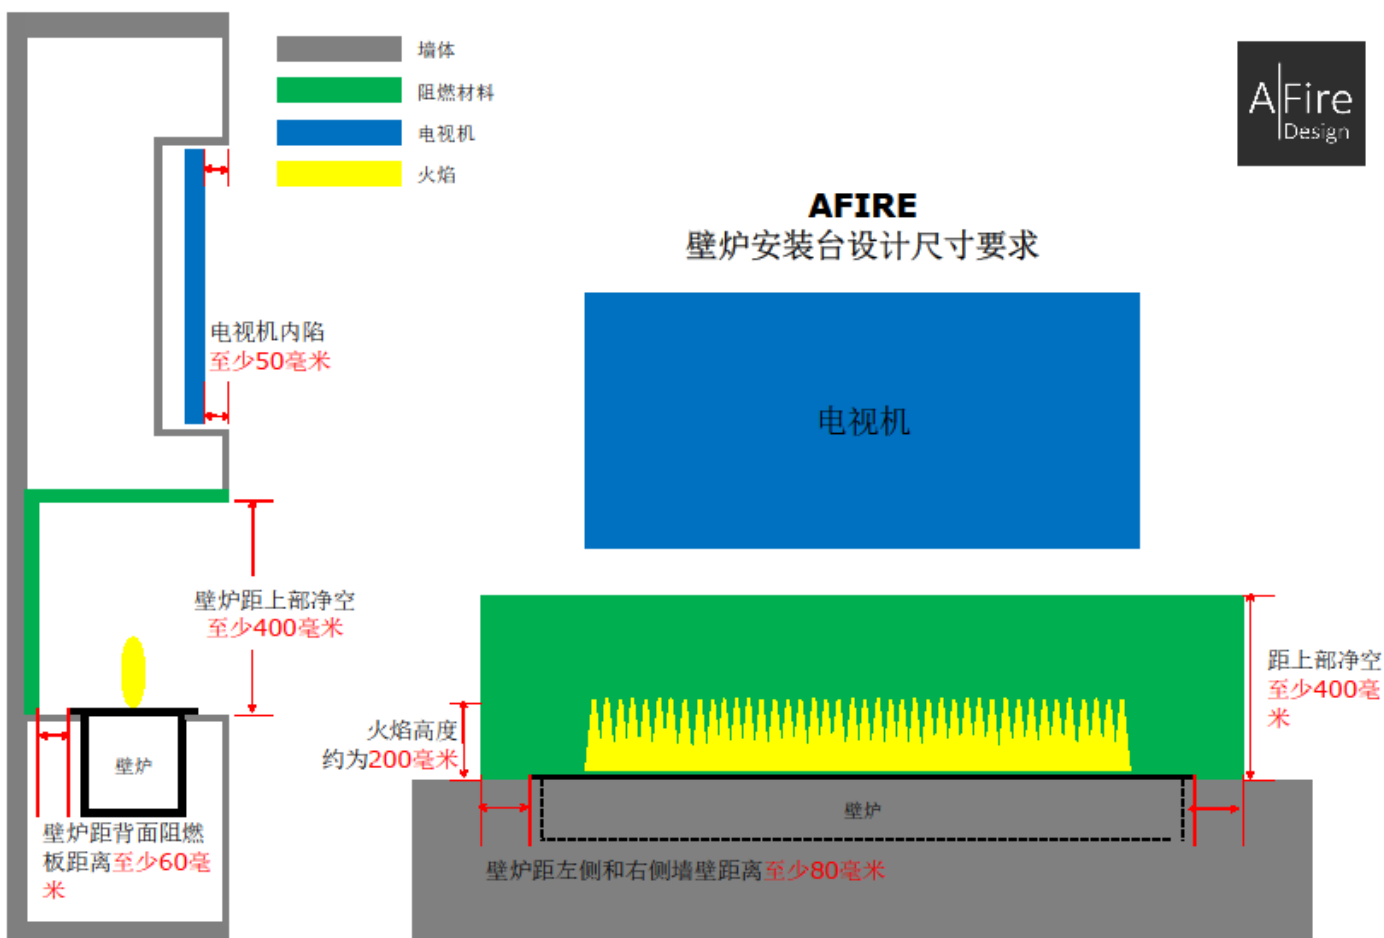 墙体
阻燃材料
电视机
火焰
A Fire
Design
AFIRE
壁炉安装台设计尺寸要求
电视机内陷
至少50毫米
电视机
壁炉距上部净空
至少400毫米
距上部净空
至少400毫
米
火焰高度
约为200毫米
壁炉
壁炉
壁炉距背面阻燃
板距离至少60毫
米
壁炉距左侧和右侧墙壁距离至少80毫米